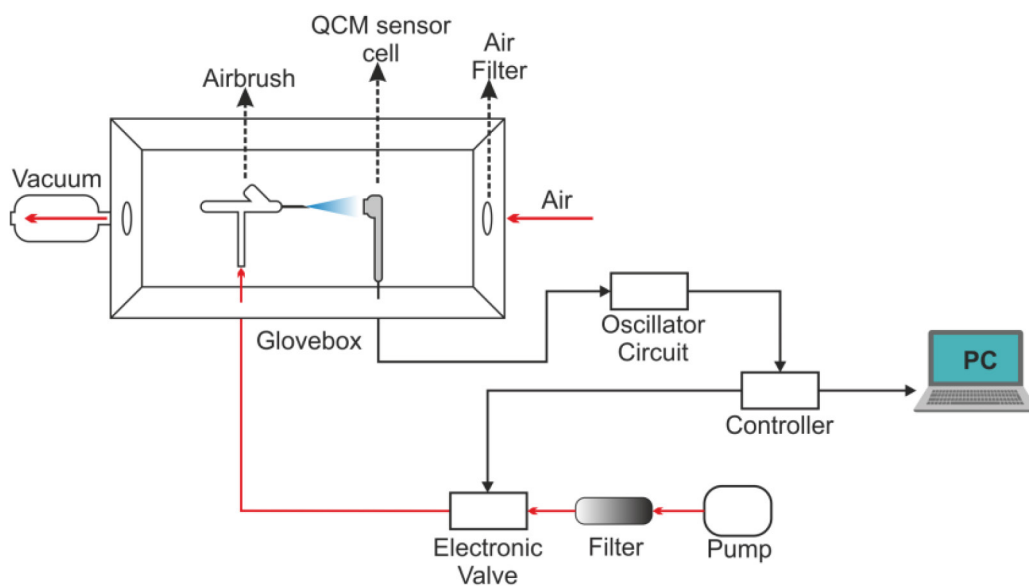 QCM sensor
cell
Air
Filter
Airbrush
Vacuum
Air
Glovebox
Oscillator
Circuit
PC
Controller
Electronic
Valve
Filter
Pump